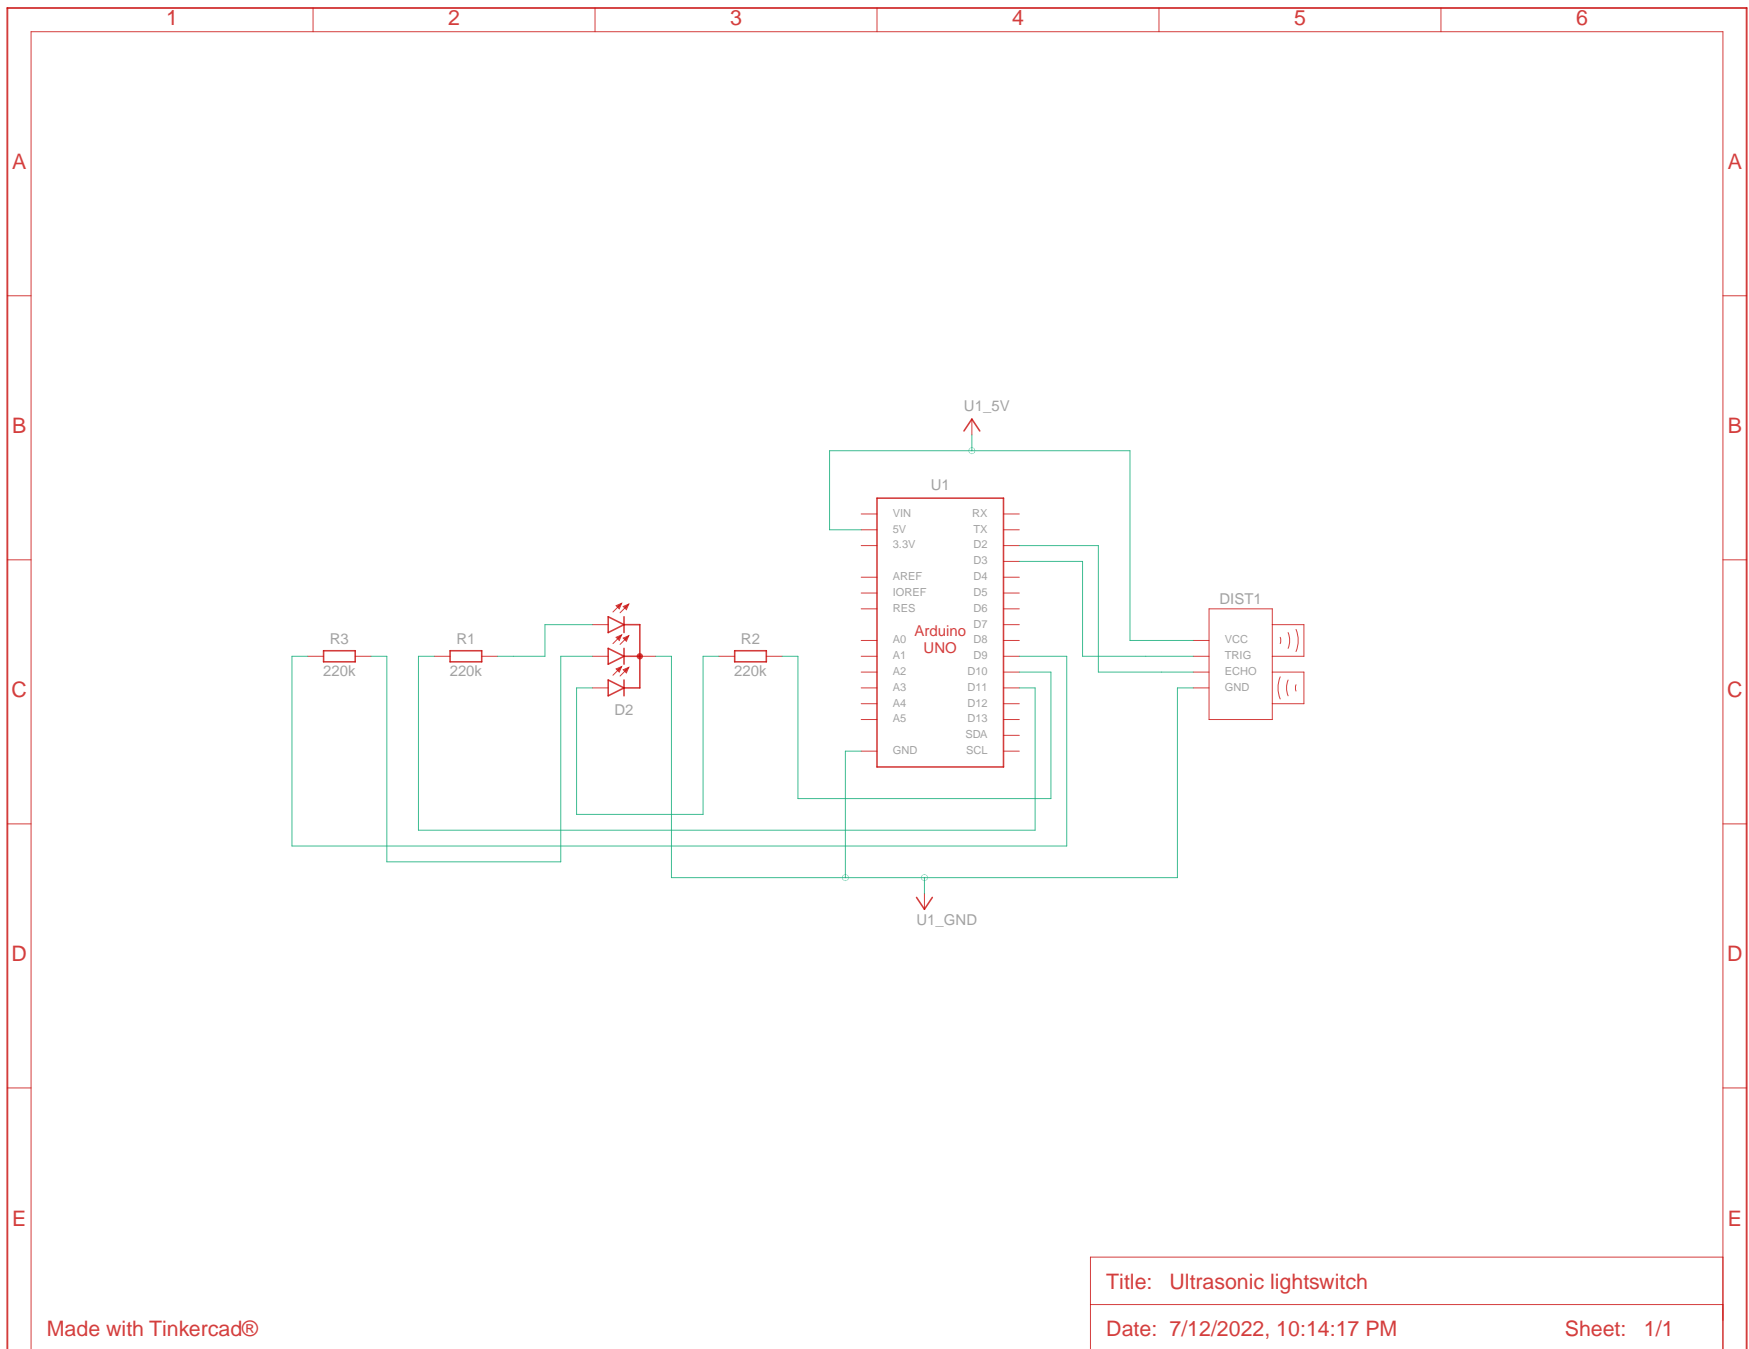 1 2 3 4 5 6
A A
B B
C C
D D
E E
U1_5V
U1
VIN RX
5V TX
3.3V D2
D3
AREF D4
IOREF D5
RES D6
D7
A0 D8
A1 D9
A2 D10
A3 D11
A4 D12
A5 D13
SDA
GND SCL
Arduino
UNO
DIST1
VCC
TRIG
ECHO
GND
R3
220k
R1
220k
D2
R2
220k
U1_GND
Title: Ultrasonic lightswitch
Date: 7/12/2022, 10:14:17 PM Sheet: 1/1
Made with Tinkercad®